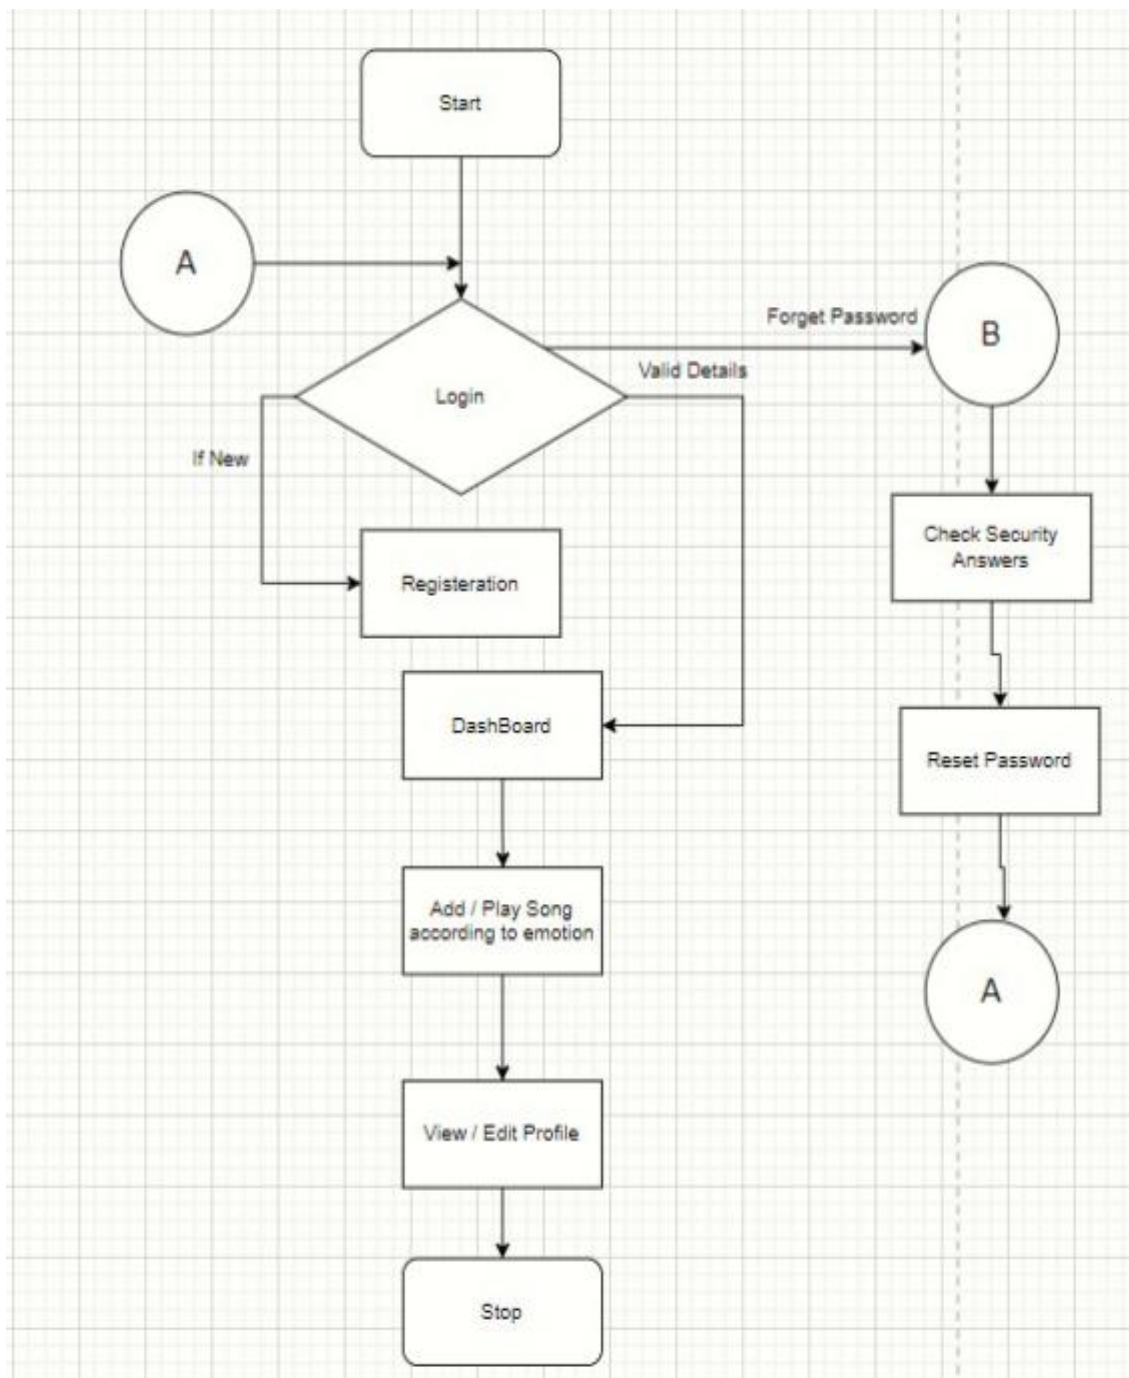 Start
A
Forget Password
B
Valid Details
Login
If New
Check Security
Answers
Registeration
DashBoard
Reset Password
Add / Play Song
according to emotion
A
View / Edit Profile
Stop